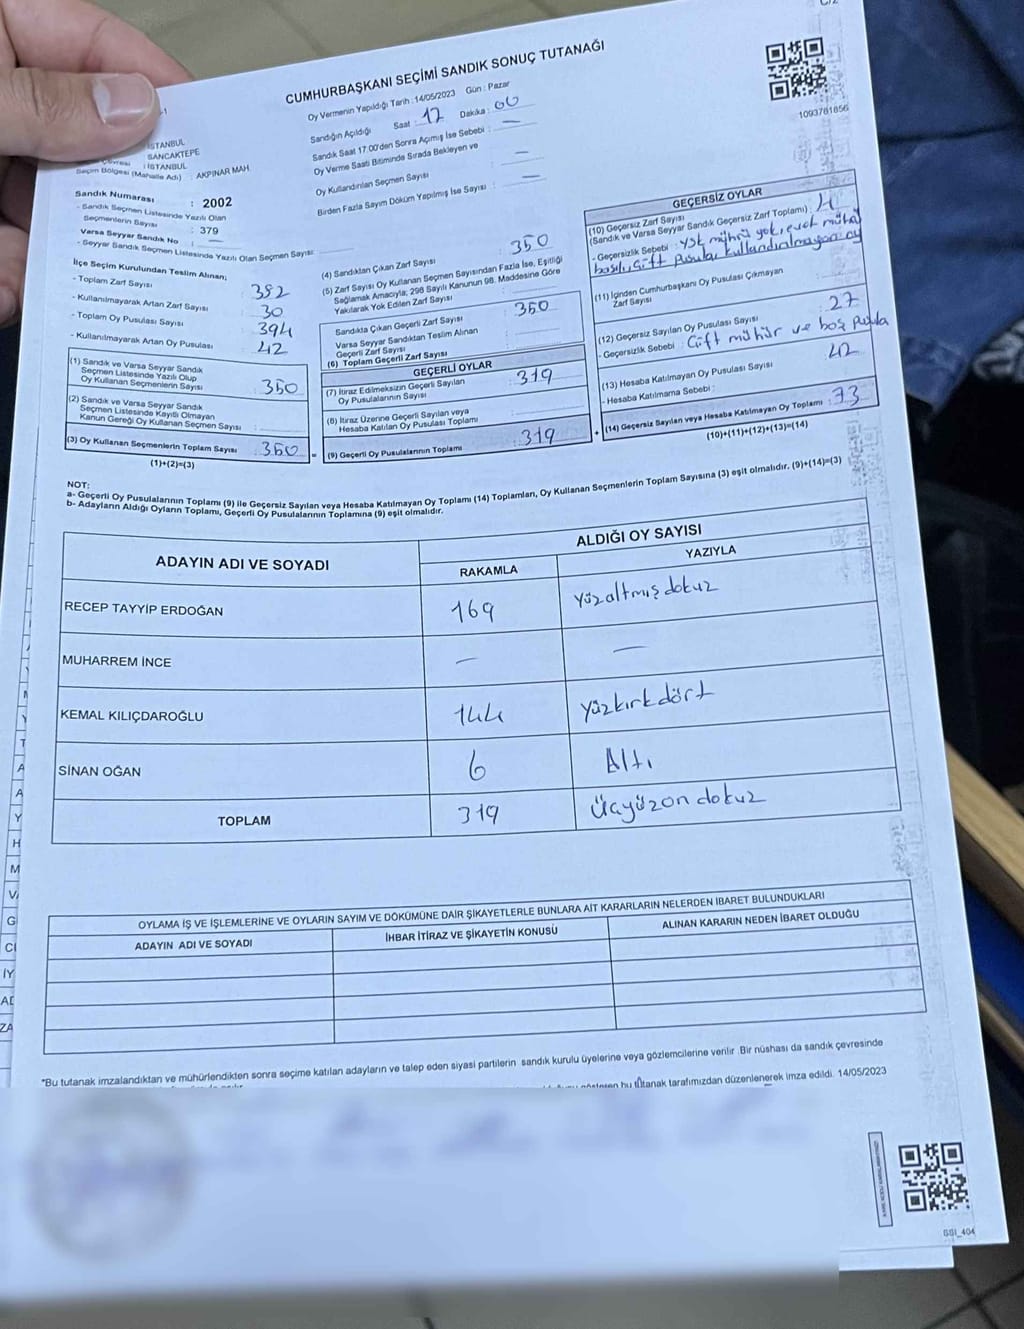 CUMHURBAŞKANI SEÇİMİ SANDIK SONUÇ TUTANAĞI
Oy Vermenin Yapıldığı Tarih : 14/05/2023 Gün : Pazar
Sandığın Açıldığı Saat : 17 Dakika : 00
Sandık Saat 17.00'den Sonra Açılmış İse Sebebi : —
Oy Verme Saati Bitiminde Sırada Bekleyen ve
Oy Kullandırılan Seçmen Sayısı —
Birden Fazla Sayım Döküm Yapılmış İse Sayısı : —
1093781856
İSTANBUL
SANCAKTEPE
Çevresi : İSTANBUL
Seçim Bölgesi (Mahalle Adı) : AKPINAR MAH
Sandık Numarası : 2002
- Sandık Seçmen Listesinde Yazılı Olan
Seçmenlerin Sayısı : 379
Varsa Seyyar Sandık No : —
- Seyyar Sandık Seçmen Listesinde Yazılı Olan Seçmen Sayısı:
İlçe Seçim Kurulundan Teslim Alınan;
- Toplam Zarf Sayısı : 382
- Kullanılmayarak Artan Zarf Sayısı : 30
- Toplam Oy Pusulası Sayısı : 394
- Kullanılmayarak Artan Oy Pusulası : 42
(1) Sandık ve Varsa Seyyar Sandık
Seçmen Listesinde Yazılı Olup
Oy Kullanan Seçmenlerin Sayısı : 350
(2) Sandık ve Varsa Seyyar Sandık
Seçmen Listesinde Kayıtlı Olmayan
Kanun Gereği Oy Kullanan Seçmen Sayısı :
(3) Oy Kullanan Seçmenlerin Toplam Sayısı : 350
(1)+(2)=(3)
(4) Sandıktan Çıkan Zarf Sayısı 350
(5) Zarf Sayısı Oy Kullanan Seçmen Sayısından Fazla İse, Eşitliği
Sağlamak Amacıyla; 298 Sayılı Kanunun 98. Maddesine Göre
Yakılarak Yok Edilen Zarf Sayısı :
Sandıkta Çıkan Geçerli Zarf Sayısı : 350
Varsa Seyyar Sandıktan Teslim Alınan
Geçerli Zarf Sayısı
(6) Toplam Geçerli Zarf Sayısı
GEÇERLİ OYLAR
(7) İtiraz Edilmeksizin Geçerli Sayılan
Oy Pusulalarının Sayısı : 319
(8) İtiraz Üzerine Geçerli Sayılan veya
Hesaba Katılan Oy Pusulası Toplamı :
(9) Geçerli Oy Pusulalarının Toplamı : 319
GEÇERSİZ OYLAR
(10) Geçersiz Zarf Sayısı
(Sandık ve Varsa Seyyar Sandık Geçersiz Zarf Toplamı) : 4
- Geçersizlik Sebebi : YSK mührü yok, evet mührü
basılı, çift pusula kullandırılmayan oy
(11) İçinden Cumhurbaşkanı Oy Pusulası Çıkmayan
Zarf Sayısı
(12) Geçersiz Sayılan Oy Pusulası Sayısı : 27
- Geçersizlik Sebebi : Çift mühür ve boş pusula
(13) Hesaba Katılmayan Oy Pusulası Sayısı 42
- Hesaba Katılmama Sebebi :
(14) Geçersiz Sayılan veya Hesaba Katılmayan Oy Toplamı : 73
(10)+(11)+(12)+(13)=(14)
NOT:
a- Geçerli Oy Pusulalarının Toplamı (9) ile Geçersiz Sayılan veya Hesaba Katılmayan Oy Toplamı (14) Toplamları, Oy Kullanan Seçmenlerin Toplam Sayısına (3) eşit olmalıdır. (9)+(14)=(3)
b- Adayların Aldığı Oyların Toplamı, Geçerli Oy Pusulalarının Toplamına (9) eşit olmalıdır.
ADAYIN ADI VE SOYADI
ALDIĞI OY SAYISI
RAKAMLA YAZIYLA
RECEP TAYYİP ERDOĞAN 169 Yüzaltmış dokuz
MUHARREM İNCE — —
KEMAL KILIÇDAROĞLU 144 Yüzkırkdört
SİNAN OĞAN 6 Altı
TOPLAM 319 Üçyüzon dokuz
OYLAMA İŞ VE İŞLEMLERİNE VE OYLARIN SAYIM VE DÖKÜMÜNE DAİR ŞİKAYETLERLE BUNLARA AİT KARARLARIN NELERDEN İBARET BULUNDUKLARI
ADAYIN ADI VE SOYADI İHBAR İTİRAZ VE ŞİKAYETİN KONUSU ALINAN KARARIN NEDEN İBARET OLDUĞU
*Bu tutanak imzalandıktan ve mühürlendikten sonra seçime katılan adayların ve talep eden siyasi partilerin sandık kurulu üyelerine veya gözlemcilerine verilir. Bir nüshası da sandık çevresinde
gösteren bu tutanak tarafımızdan düzenlenerek imza edildi. 14/05/2023
SSI_404